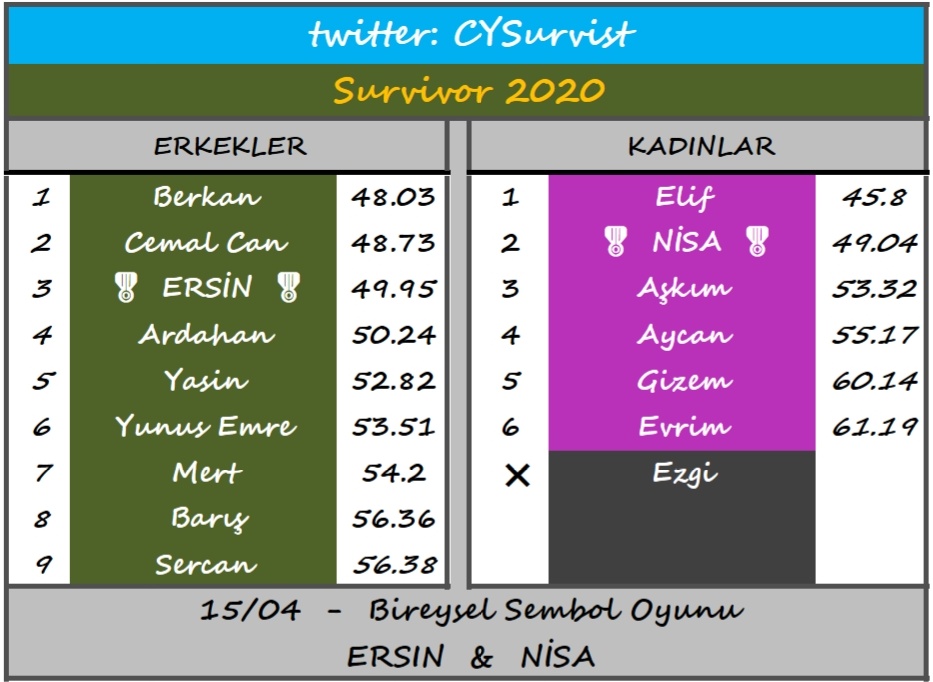 twitter: CYSurvist
Survivor 2020
ERKEKLER
1 Berkan 48.03
2 Cemal Can 48.73
3 ERSİN 49.95
4 Ardahan 50.24
5 Yasin 52.82
6 Yunus Emre 53.51
7 Mert 54.2
8 Barış 56.36
9 Sercan 56.38
KADINLAR
1 Elif 45.8
2 NİSA 49.04
3 Aşkım 53.32
4 Aycan 55.17
5 Gizem 60.14
6 Evrim 61.19
× Ezgi
15/04 - Bireysel Sembol Oyunu
ERSIN & NİSA